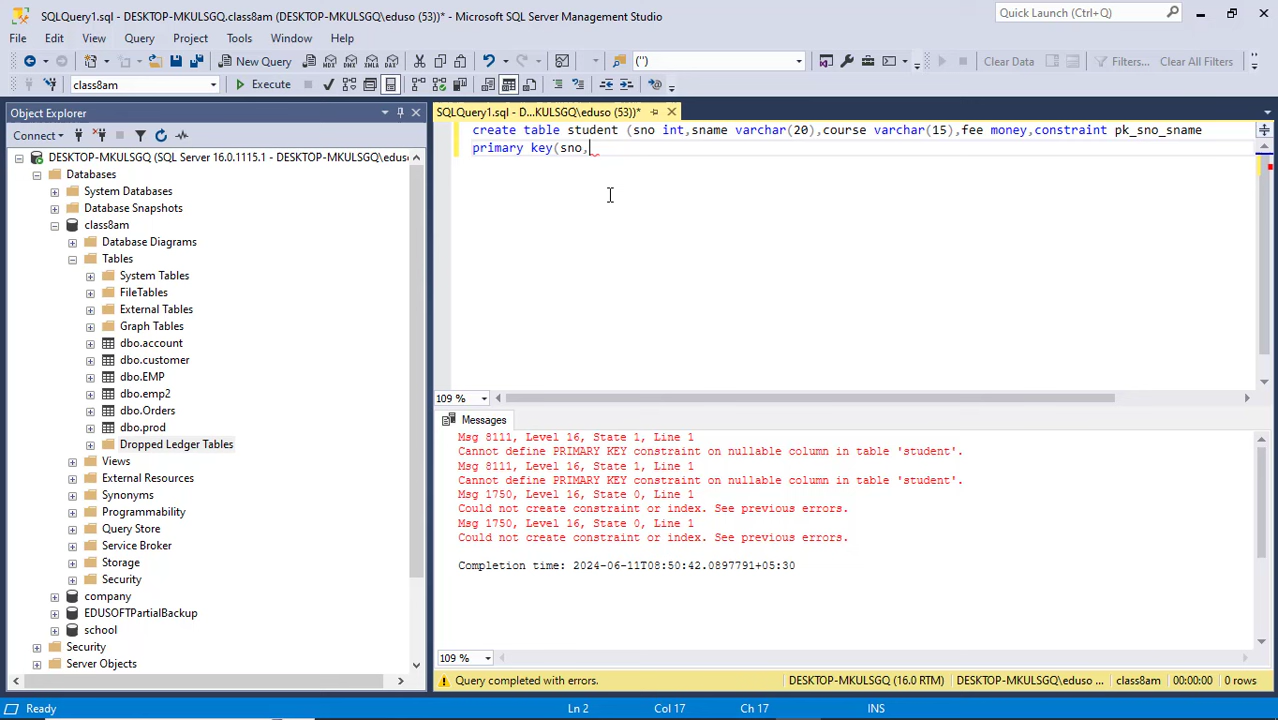 SQLQuery1.sql - DESKTOP-MKULSGQ.class8am (DESKTOP-MKULSGQ\eduso (53))* - Microsoft SQL Server Management Studio
Quick Launch (Ctrl+Q)
File Edit View Query Project Tools Window Help
New Query
MDX DMX XMLA DAX
('')
class8am
Execute
Clear Data
Filters...
Clear All Filters
Object Explorer
Connect
DESKTOP-MKULSGQ (SQL Server 16.0.1115.1 - DESKTOP-MKULSGQ\eduso
Databases
System Databases
Database Snapshots
class8am
Database Diagrams
Tables
System Tables
FileTables
External Tables
Graph Tables
dbo.account
dbo.customer
dbo.EMP
dbo.emp2
dbo.Orders
dbo.prod
Dropped Ledger Tables
Views
External Resources
Synonyms
Programmability
Query Store
Service Broker
Storage
Security
company
EDUSOFTPartialBackup
school
Security
Server Objects
SQLQuery1.sql - D...KULSGQ\eduso (53))*
create table student (sno int,sname varchar(20),course varchar(15),fee money,constraint pk_sno_sname
primary key(sno,
109 %
Messages
Msg 8111, Level 16, State 1, Line 1
Cannot define PRIMARY KEY constraint on nullable column in table 'student'.
Msg 8111, Level 16, State 1, Line 1
Cannot define PRIMARY KEY constraint on nullable column in table 'student'.
Msg 1750, Level 16, State 0, Line 1
Could not create constraint or index. See previous errors.
Msg 1750, Level 16, State 0, Line 1
Could not create constraint or index. See previous errors.
Completion time: 2024-06-11T08:50:42.0897791+05:30
109 %
Query completed with errors.
DESKTOP-MKULSGQ (16.0 RTM)
DESKTOP-MKULSGQ\eduso ...
class8am
00:00:00
0 rows
Ready
Ln 2
Col 17
Ch 17
INS